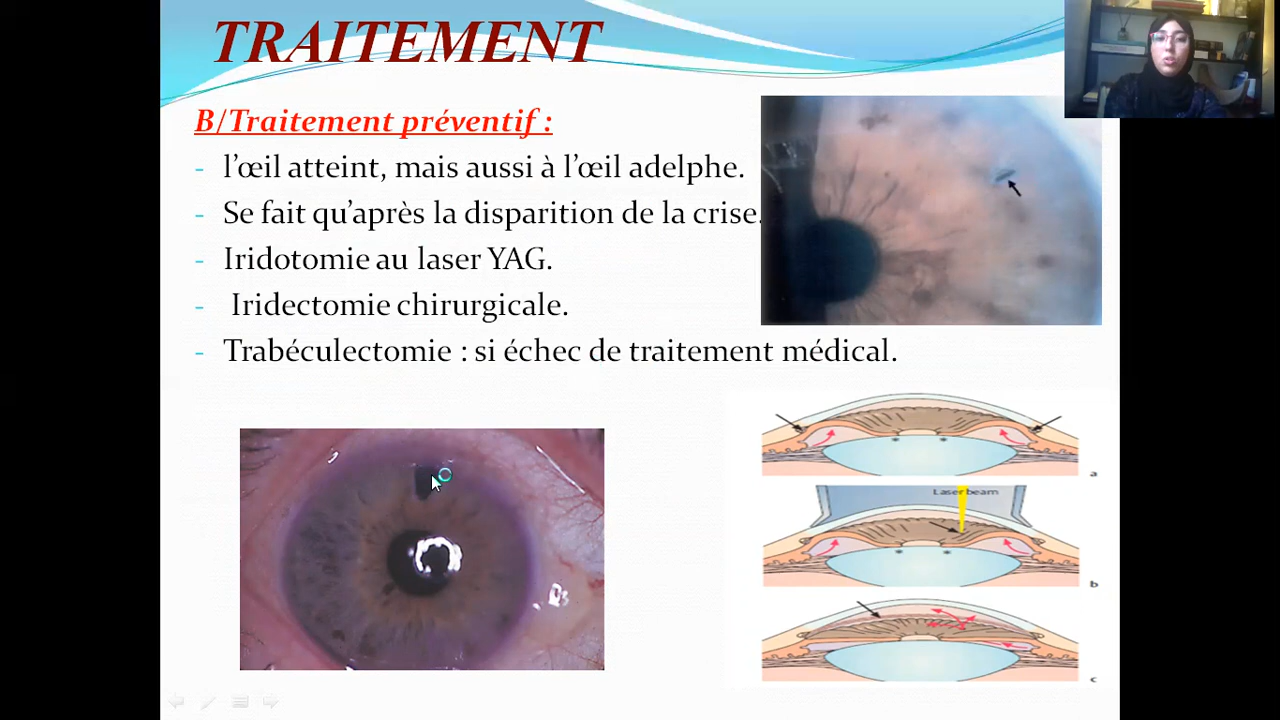 TRAITEMENT
B/Traitement préventif :
- l’œil atteint, mais aussi à l’œil adelphe.
- Se fait qu’après la disparition de la crise.
- Iridotomie au laser YAG.
- Iridectomie chirurgicale.
- Trabéculectomie : si échec de traitement médical.
a
Laser beam
b
c